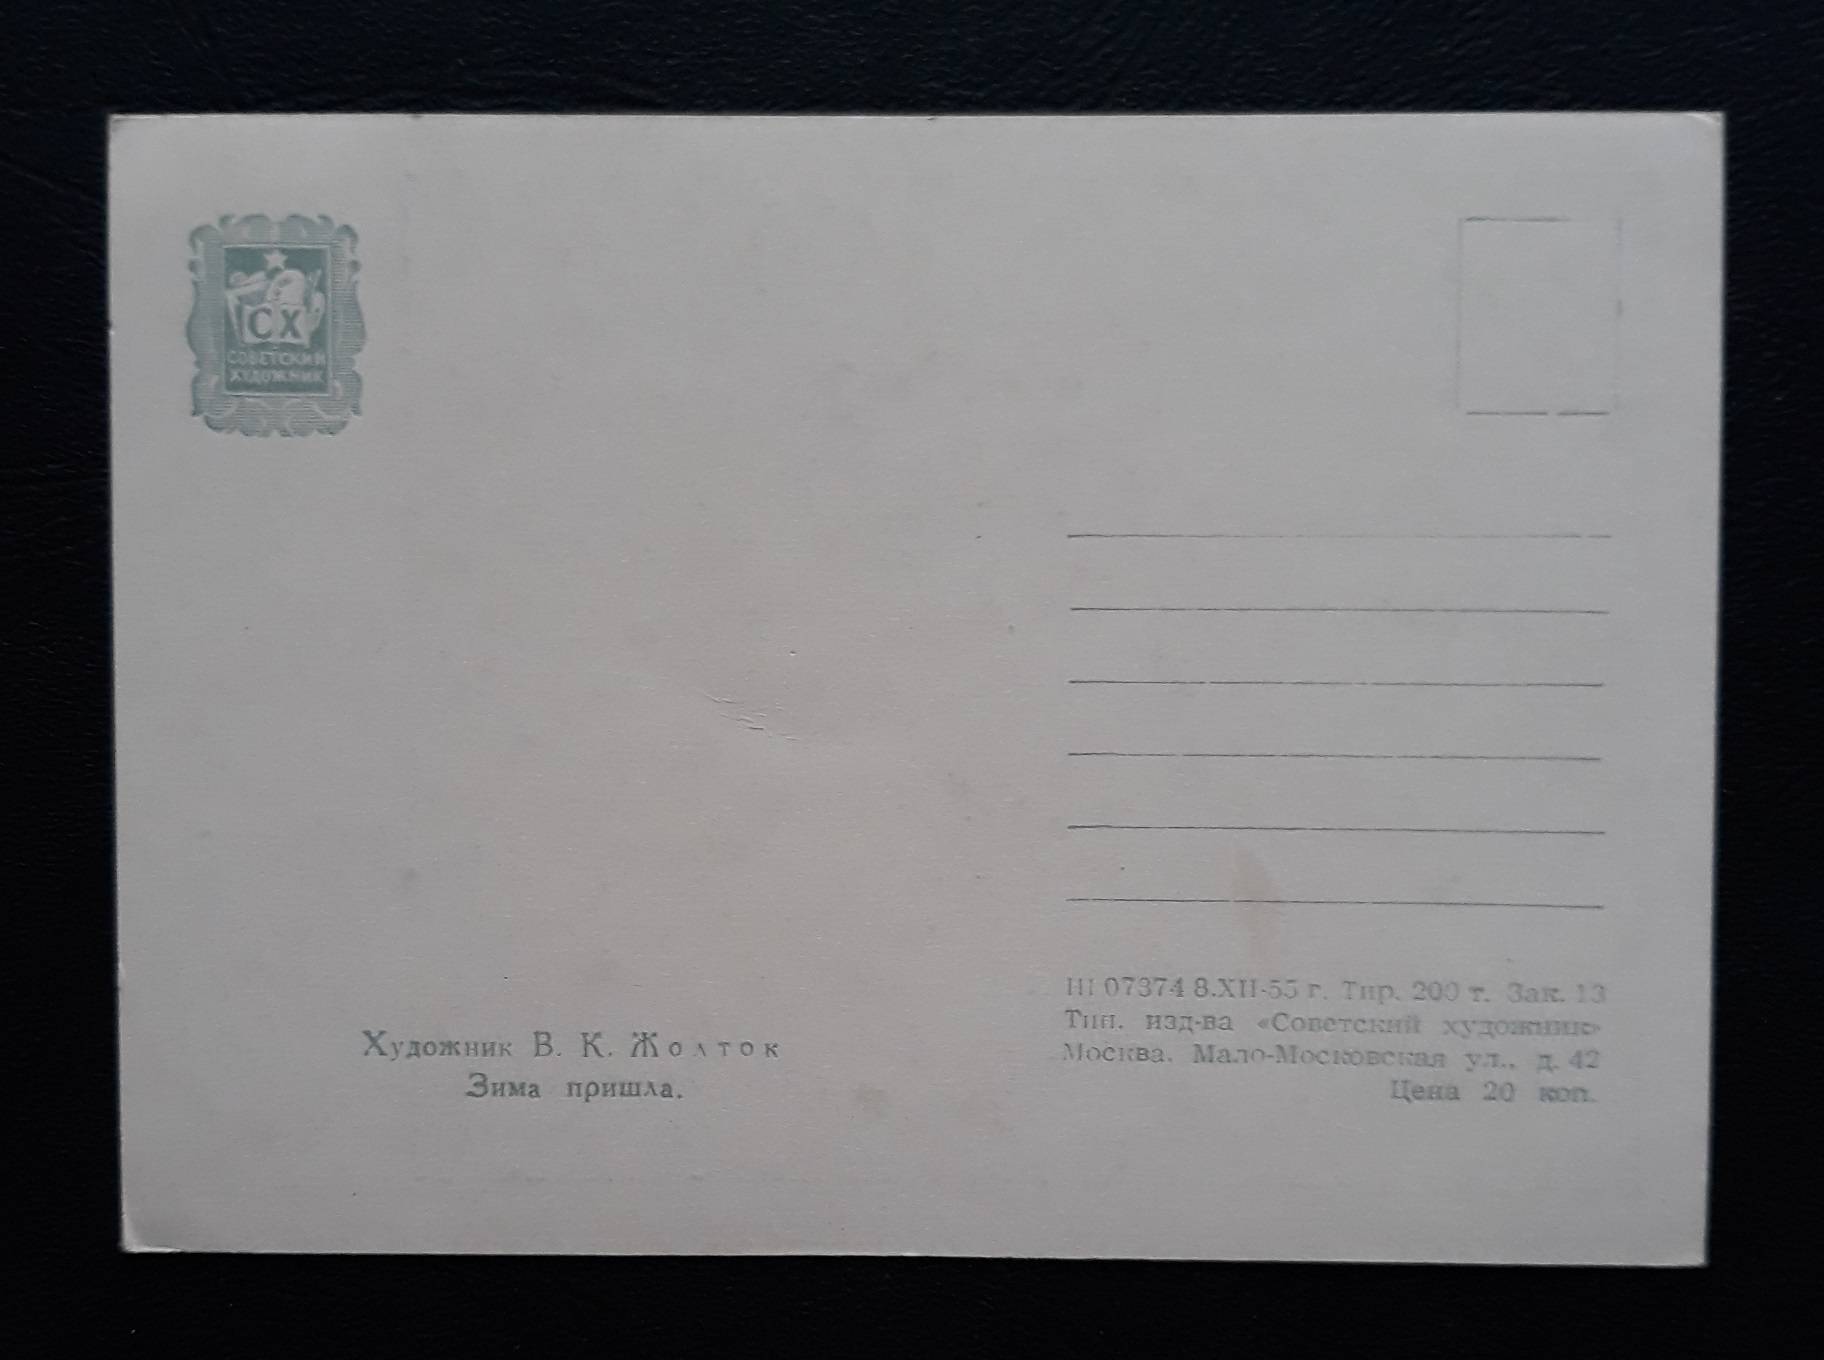 СХ
СОВЕТСКИЙ
ХУДОЖНИК
Ш 07374 8.XII-55 г. Тир. 200 т. Зак. 13
Тип. изд-ва «Советский художник»
Москва. Мало-Московская ул., д. 42
Цена 20 коп.
Художник В. К. Жолток
Зима пришла.